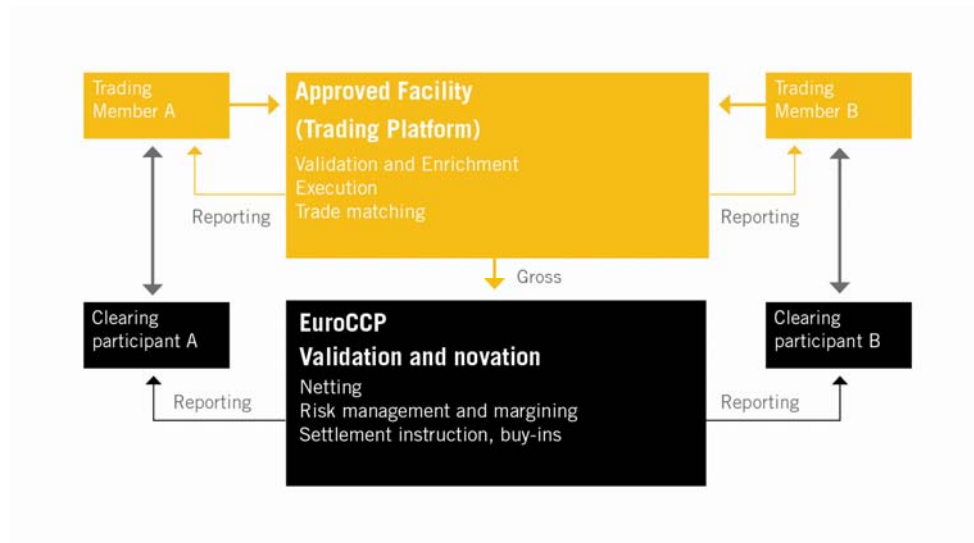 Trading
Member A
Approved Facility
(Trading Platform)
Validation and Enrichment
Execution
Trade matching
Trading
Member B
Reporting
Reporting
Gross
Clearing
participant A
EuroCCP
Validation and novation
Netting
Risk management and margining
Settlement instruction, buy-ins
Clearing
participant B
Reporting
Reporting